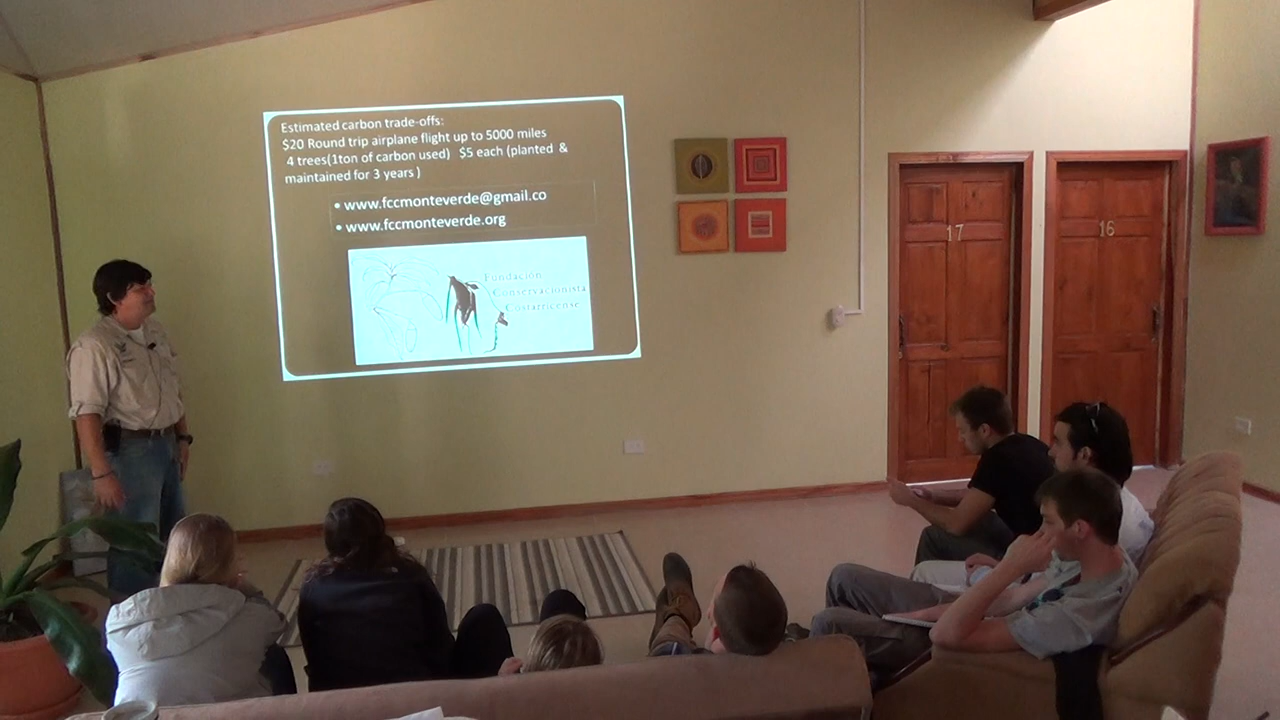 Estimated carbon trade-offs:
$20 Round trip airplane flight up to 5000 miles
4 trees(1ton of carbon used) $5 each (planted &
maintained for 3 years )
• www.fccmonteverde@gmail.co
• www.fccmonteverde.org
Fundación
Conservacionista
Costarricense
17
16